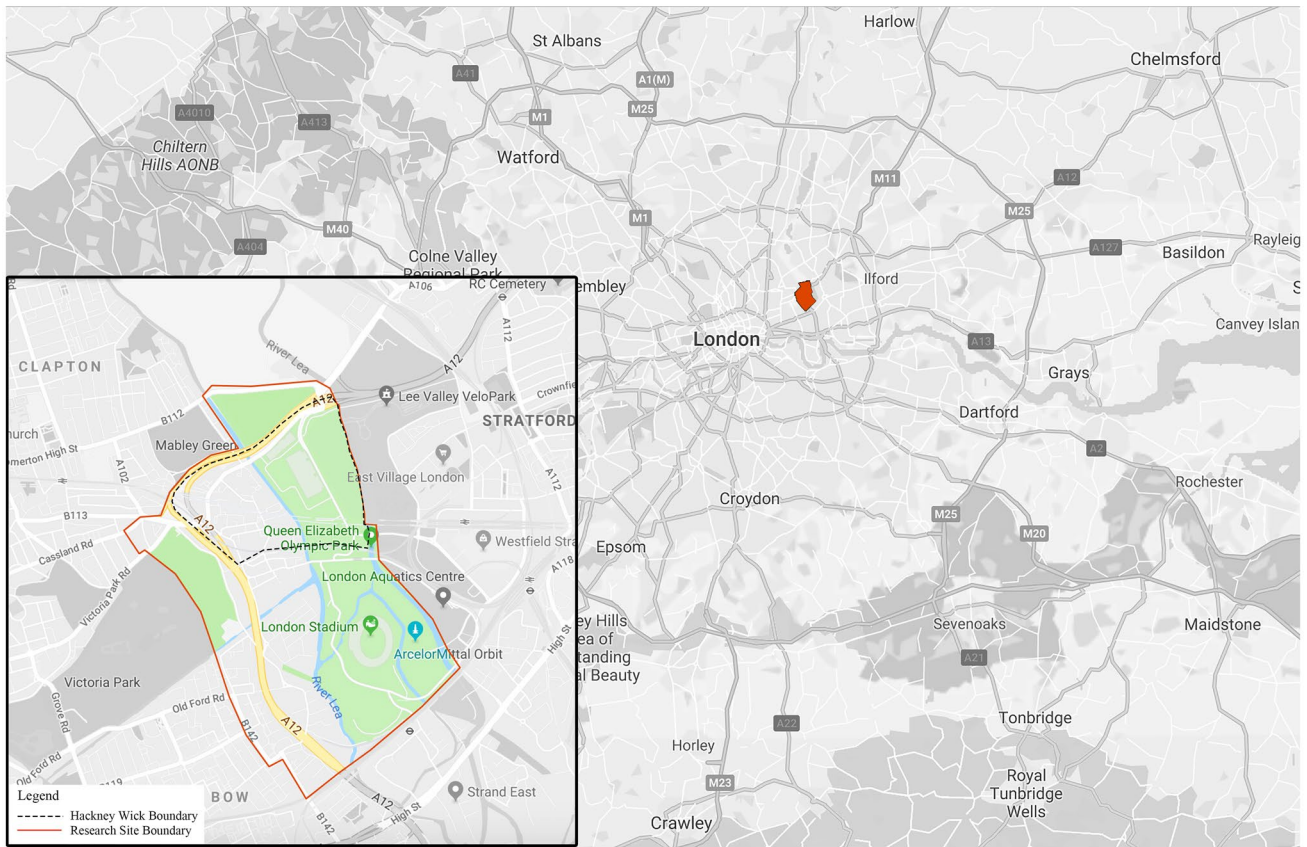 Harlow
St Albans
Chelmsford
A41
A1(M)
M25
A4010
A413
M1
Chiltern
Hills AONB
Watford
A12
M11
M25
M1
M40
A404
A127
Rayleig
Basildon
Colne Valley
Regional Park
Ilford
embley
S
Canvey Islan
London
A13
Grays
Dartford
A2
Rochester
Croydon
M25
M20
Epsom
ey Hills
ea of
tanding
al Beauty
Sevenoaks
Maidstone
A21
Tonbridge
A22
Horley
M23
Royal
Tunbridge
Wells
Crawley
A106
RC Cemetery
A112
River Lea
CLAPTON
A12
A12
Lee Valley VeloPark
Crownfie
B112
STRATFORD
hurch
Mabley Green
omerton High St
A102
East Village London
A112
B113
A12
Queen Elizabeth
Olympic Park
Westfield Stra
Cassland Rd
A118
London Aquatics Centre
Victoria Park Rd
London Stadium
High St
ArcelorMittal Orbit
Victoria Park
River Lea
Old Ford Rd
Grove Rd
B142
A12
Old Ford Rd
B119
BOW
Strand East
A12
High St
B142
Legend
Hackney Wick Boundary
Research Site Boundary